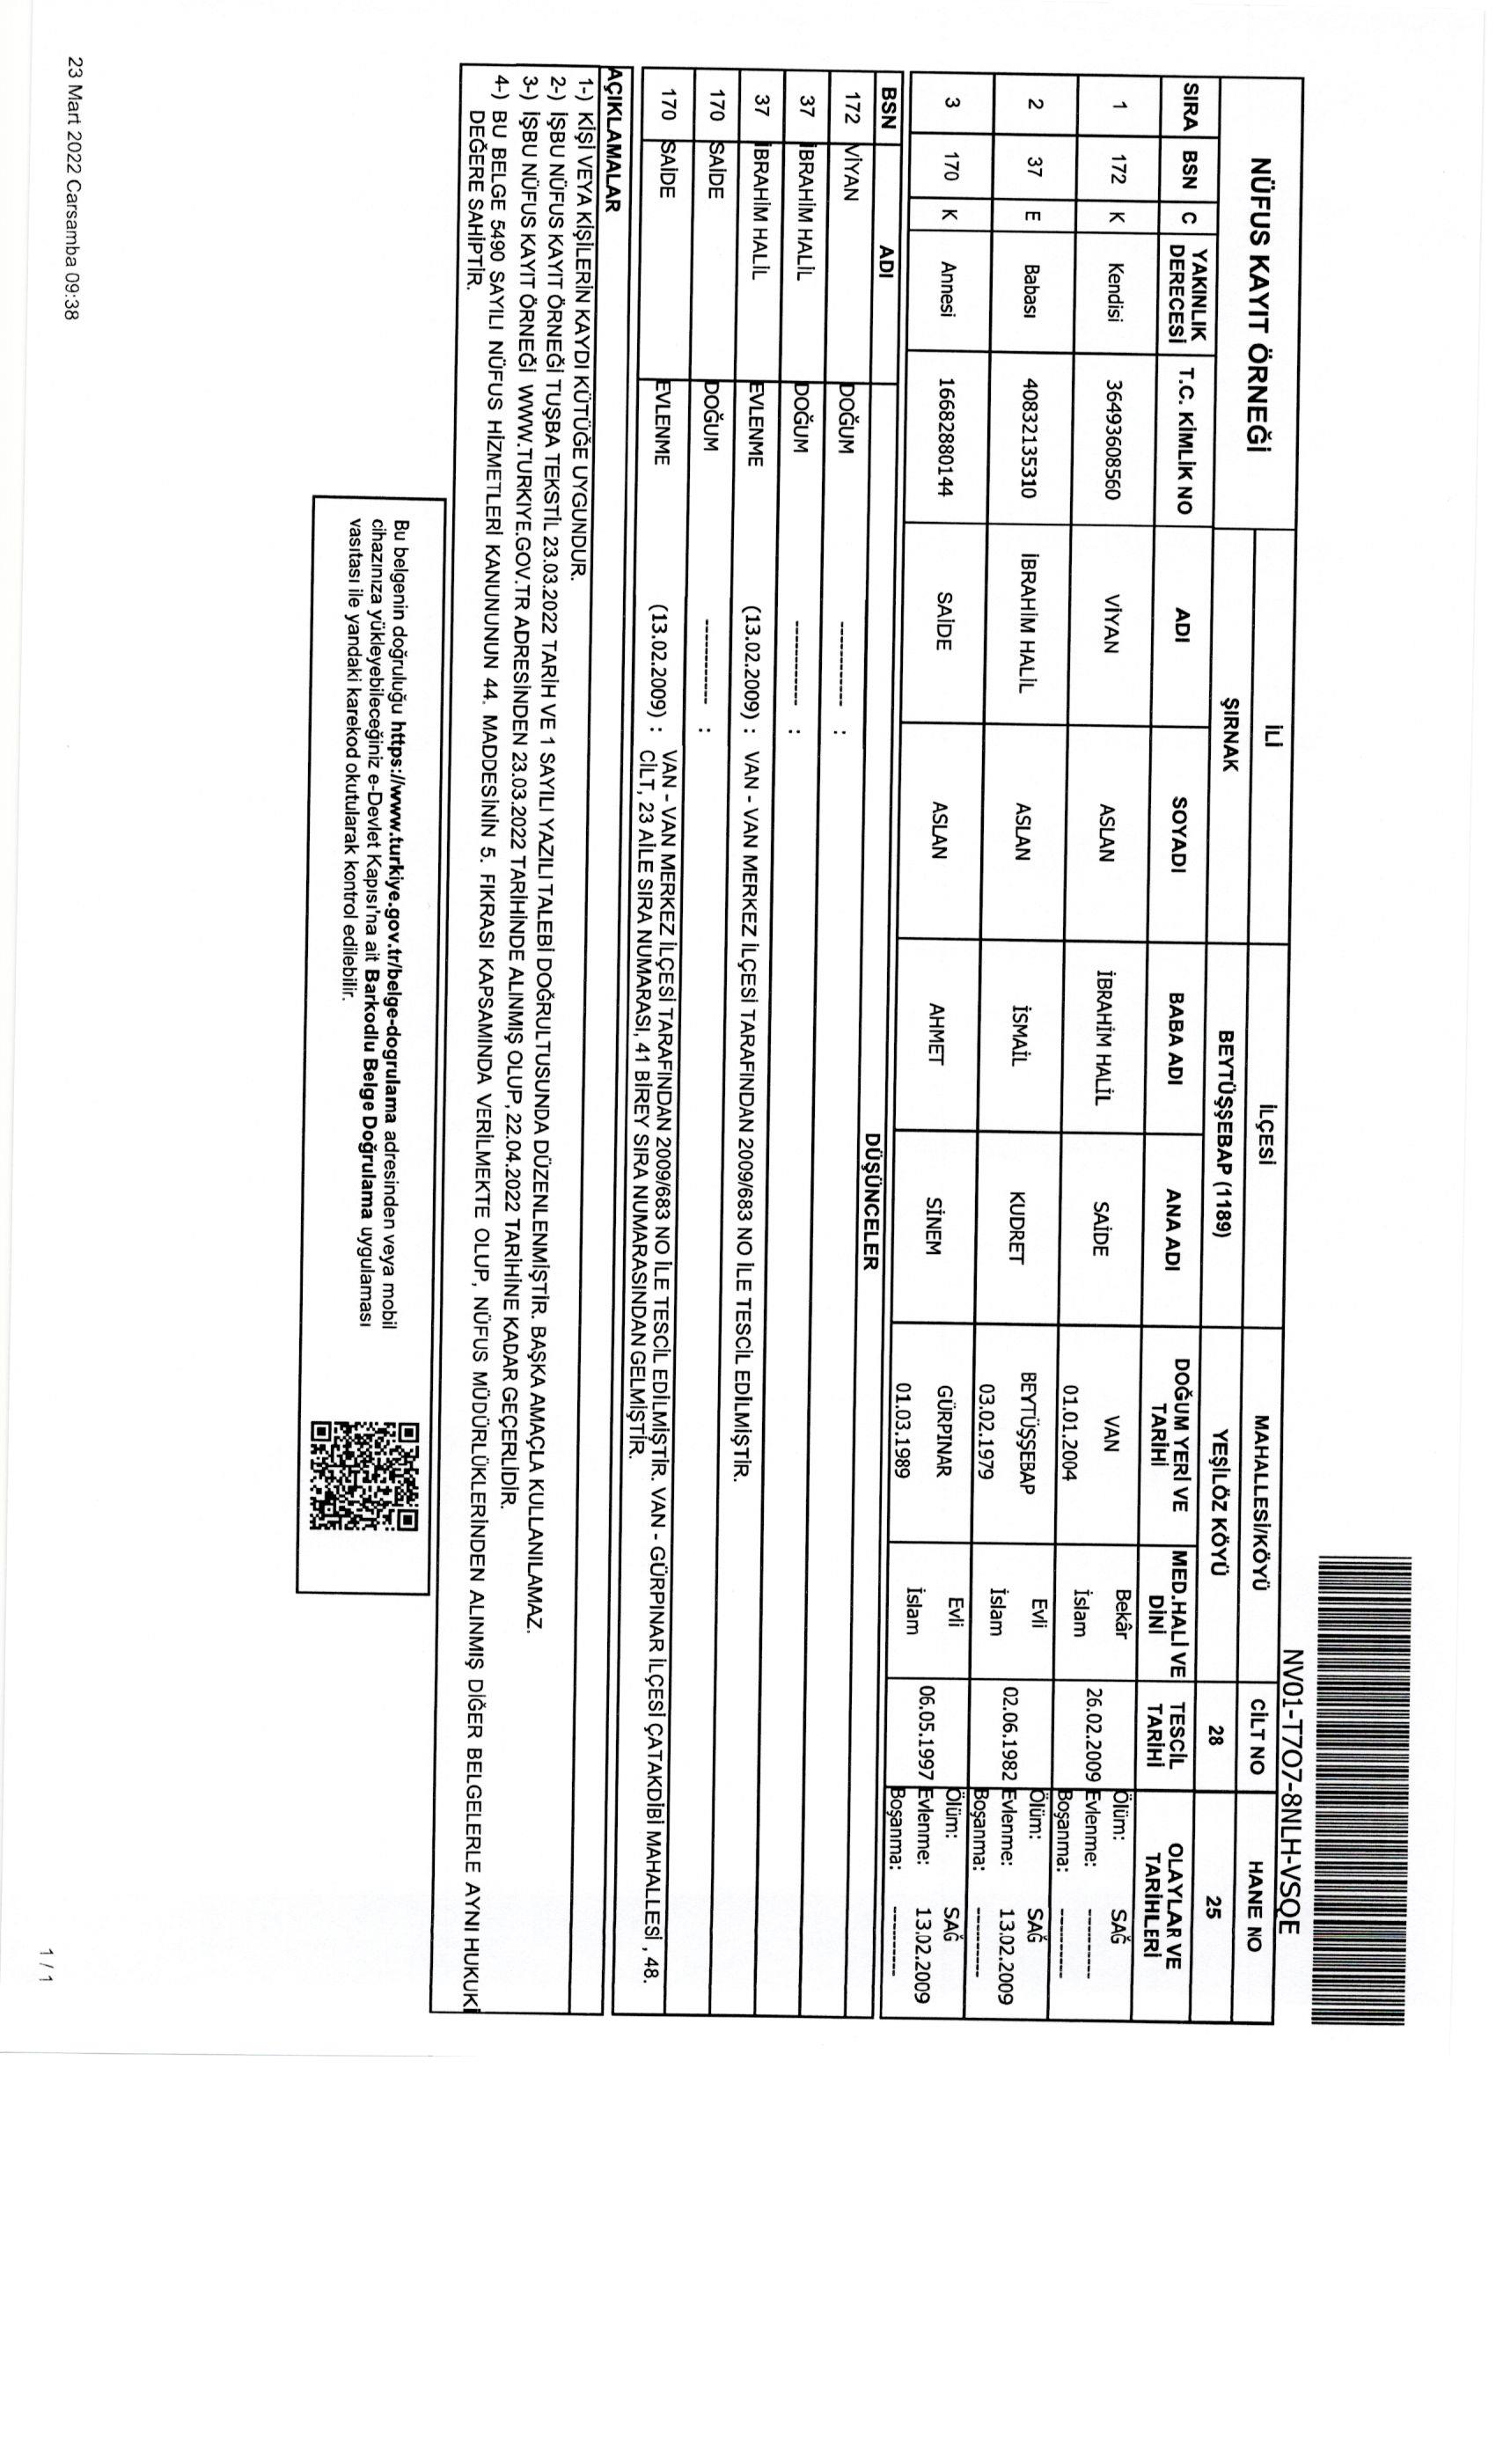 NV01-T7O7-8NLH-VSQE
NÜFUS KAYIT ÖRNEĞİ
İLİ İLÇESİ MAHALLESİ/KÖYÜ CİLT NO HANE NO
ŞIRNAK BEYTÜŞŞEBAP (1189) YEŞİLÖZ KÖYÜ 28 25
SIRA BSN C YAKINLIK DERECESİ T.C. KİMLİK NO ADI SOYADI BABA ADI ANA ADI DOĞUM YERİ VE TARİHİ MED.HALİ VE DİNİ TESCİL TARİHİ OLAYLAR VE TARİHLERİ
1 172 K Kendisi 36493608560 VİYAN ASLAN İBRAHİM HALİL SAİDE VAN 01.01.2004 Bekâr İslam 26.02.2009 Ölüm: SAĞ Evlenme: ---------- Boşanma: ----------
2 37 E Babası 40832135310 İBRAHİM HALİL ASLAN İSMAİL KUDRET BEYTÜŞŞEBAP 03.02.1979 Evli İslam 02.06.1982 Ölüm: SAĞ Evlenme: 13.02.2009 Boşanma: ----------
3 170 K Annesi 16682880144 SAİDE ASLAN AHMET SİNEM GÜRPINAR 01.03.1989 Evli İslam 06.05.1997 Ölüm: SAĞ Evlenme: 13.02.2009 Boşanma: ----------
BSN ADI DÜŞÜNCELER
172 VİYAN DOĞUM ----------- :
37 İBRAHİM HALİL DOĞUM ----------- :
37 İBRAHİM HALİL EVLENME (13.02.2009) : VAN - VAN MERKEZ İLÇESİ TARAFINDAN 2009/683 NO İLE TESCİL EDİLMİŞTİR.
170 SAİDE DOĞUM ----------- :
170 SAİDE EVLENME (13.02.2009) : VAN - VAN MERKEZ İLÇESİ TARAFINDAN 2009/683 NO İLE TESCİL EDİLMİŞTİR. VAN - GÜRPINAR İLÇESİ ÇATAKDİBİ MAHALLESİ , 48.
CİLT, 23 AİLE SIRA NUMARASI, 41 BİREY SIRA NUMARASINDAN GELMİŞTİR.
AÇIKLAMALAR
1-) KİŞİ VEYA KİŞİLERİN KAYDI KÜTÜĞE UYGUNDUR.
2-) İŞBU NÜFUS KAYIT ÖRNEĞİ TUŞBA TEKSTİL 23.03.2022 TARİH VE 1 SAYILI YAZILI TALEBİ DOĞRULTUSUNDA DÜZENLENMİŞTİR. BAŞKA AMAÇLA KULLANILAMAZ.
3-) İŞBU NÜFUS KAYIT ÖRNEĞİ WWW.TURKIYE.GOV.TR ADRESİNDEN 23.03.2022 TARİHİNDE ALINMIŞ OLUP, 22.04.2022 TARİHİNE KADAR GEÇERLİDİR.
4-) BU BELGE 5490 SAYILI NÜFUS HİZMETLERİ KANUNUNUN 44. MADDESİNİN 5. FIKRASI KAPSAMINDA VERİLMEKTE OLUP, NÜFUS MÜDÜRLÜKLERİNDEN ALINMIŞ DİĞER BELGELERLE AYNI HUKUKİ
DEĞERE SAHİPTİR.
Bu belgenin doğruluğu https://www.turkiye.gov.tr/belge-dogrulama adresinden veya mobil
cihazınıza yükleyebileceğiniz e-Devlet Kapısı'na ait Barkodlu Belge Doğrulama uygulaması
vasıtası ile yandaki karekod okutularak kontrol edilebilir.
23 Mart 2022 Carsamba 09:38
1 / 1